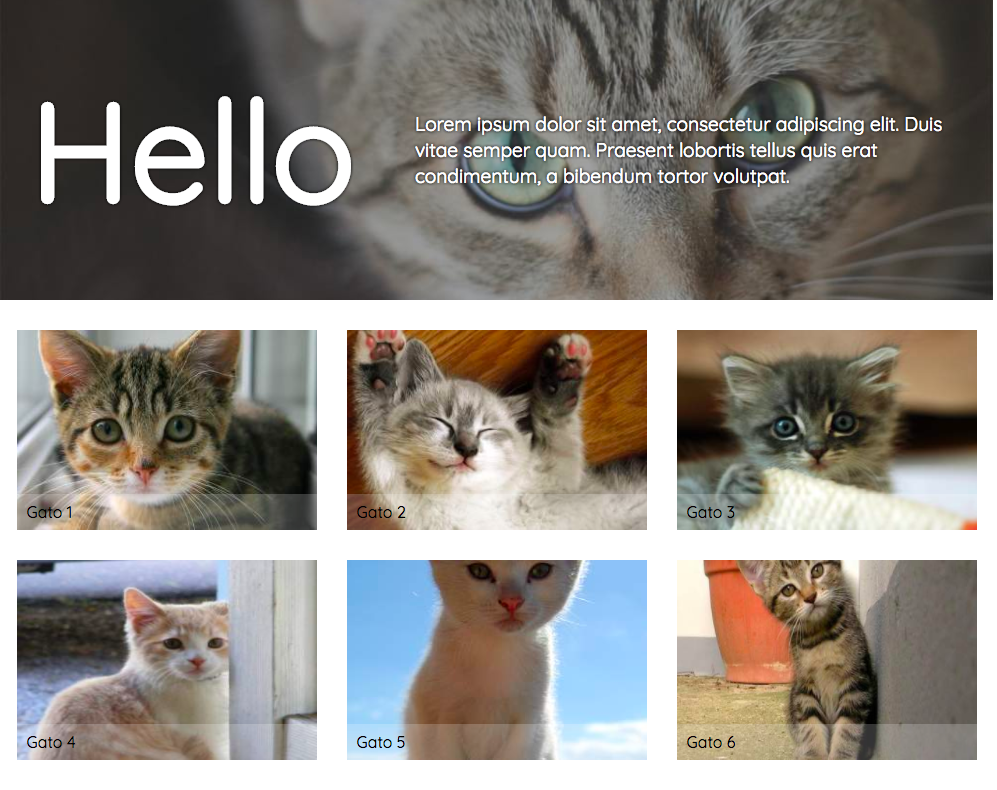 Hello
Lorem ipsum dolor sit amet, consectetur adipiscing elit. Duis
vitae semper quam. Praesent lobortis tellus quis erat
condimentum, a bibendum tortor volutpat.
Gato 1
Gato 2
Gato 3
Gato 4
Gato 5
Gato 6